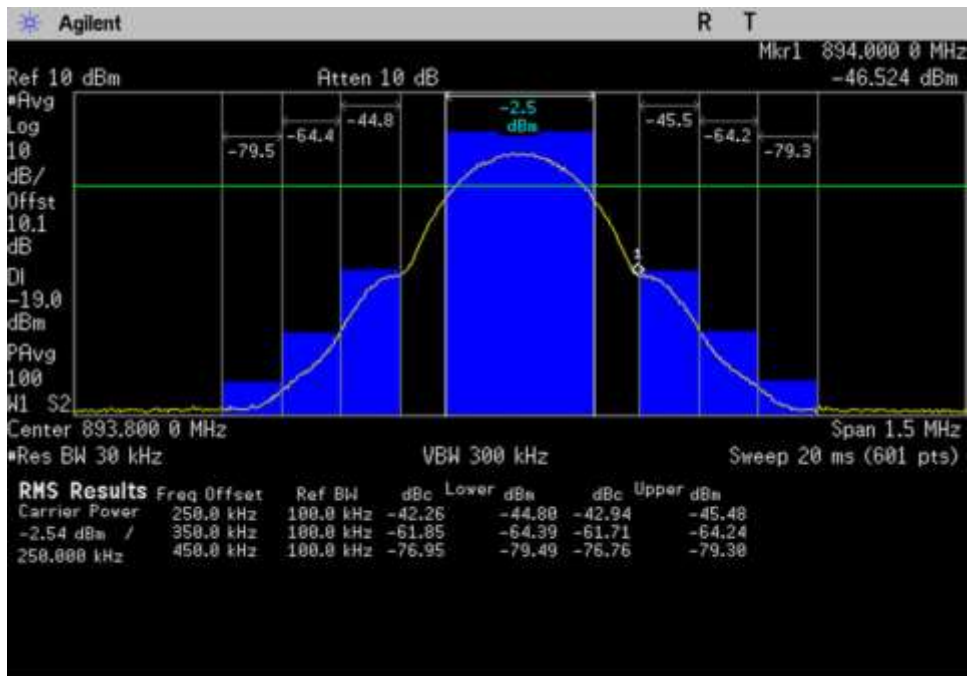 Agilent R T
Mkr1 894.000 0 MHz
Ref 10 dBm Atten 10 dB -46.524 dBm
#Avg
Log
10
dB/
Offst
10.1
dB
DI
-19.0
dBm
PAvg
100
W1 S2
-79.5 -64.4 -44.8 -2.5 dBm -45.5 -64.2 -79.3
1
Center 893.800 0 MHz Span 1.5 MHz
#Res BW 30 kHz VBW 300 kHz Sweep 20 ms (601 pts)
RMS Results Freq Offset Ref BW dBc Lower dBm dBc Upper dBm
Carrier Power 250.0 kHz 100.0 kHz -42.26 -44.80 -42.94 -45.48
-2.54 dBm / 350.0 kHz 100.0 kHz -61.85 -64.39 -61.71 -64.24
250.000 kHz 450.0 kHz 100.0 kHz -76.95 -79.49 -76.76 -79.30